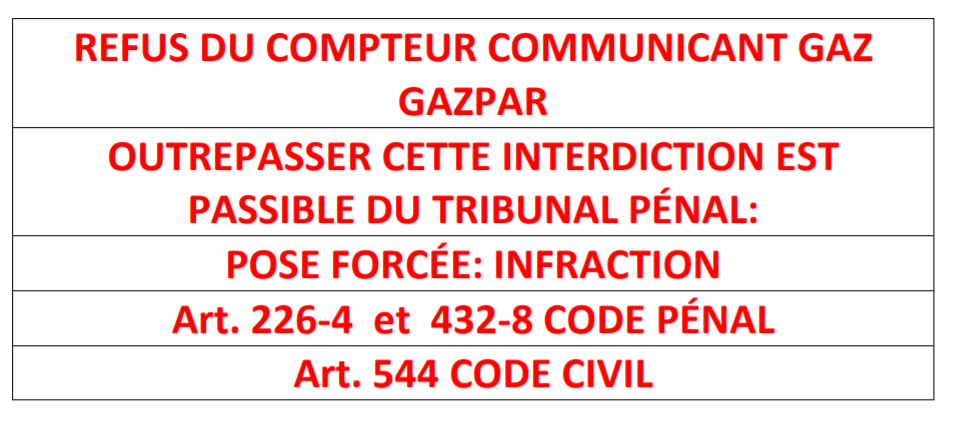 REFUS DU COMPTEUR COMMUNICANT GAZ
GAZPAR
OUTREPASSER CETTE INTERDICTION EST
PASSIBLE DU TRIBUNAL PÉNAL:
POSE FORCÉE: INFRACTION
Art. 226-4 et 432-8 CODE PÉNAL
Art. 544 CODE CIVIL